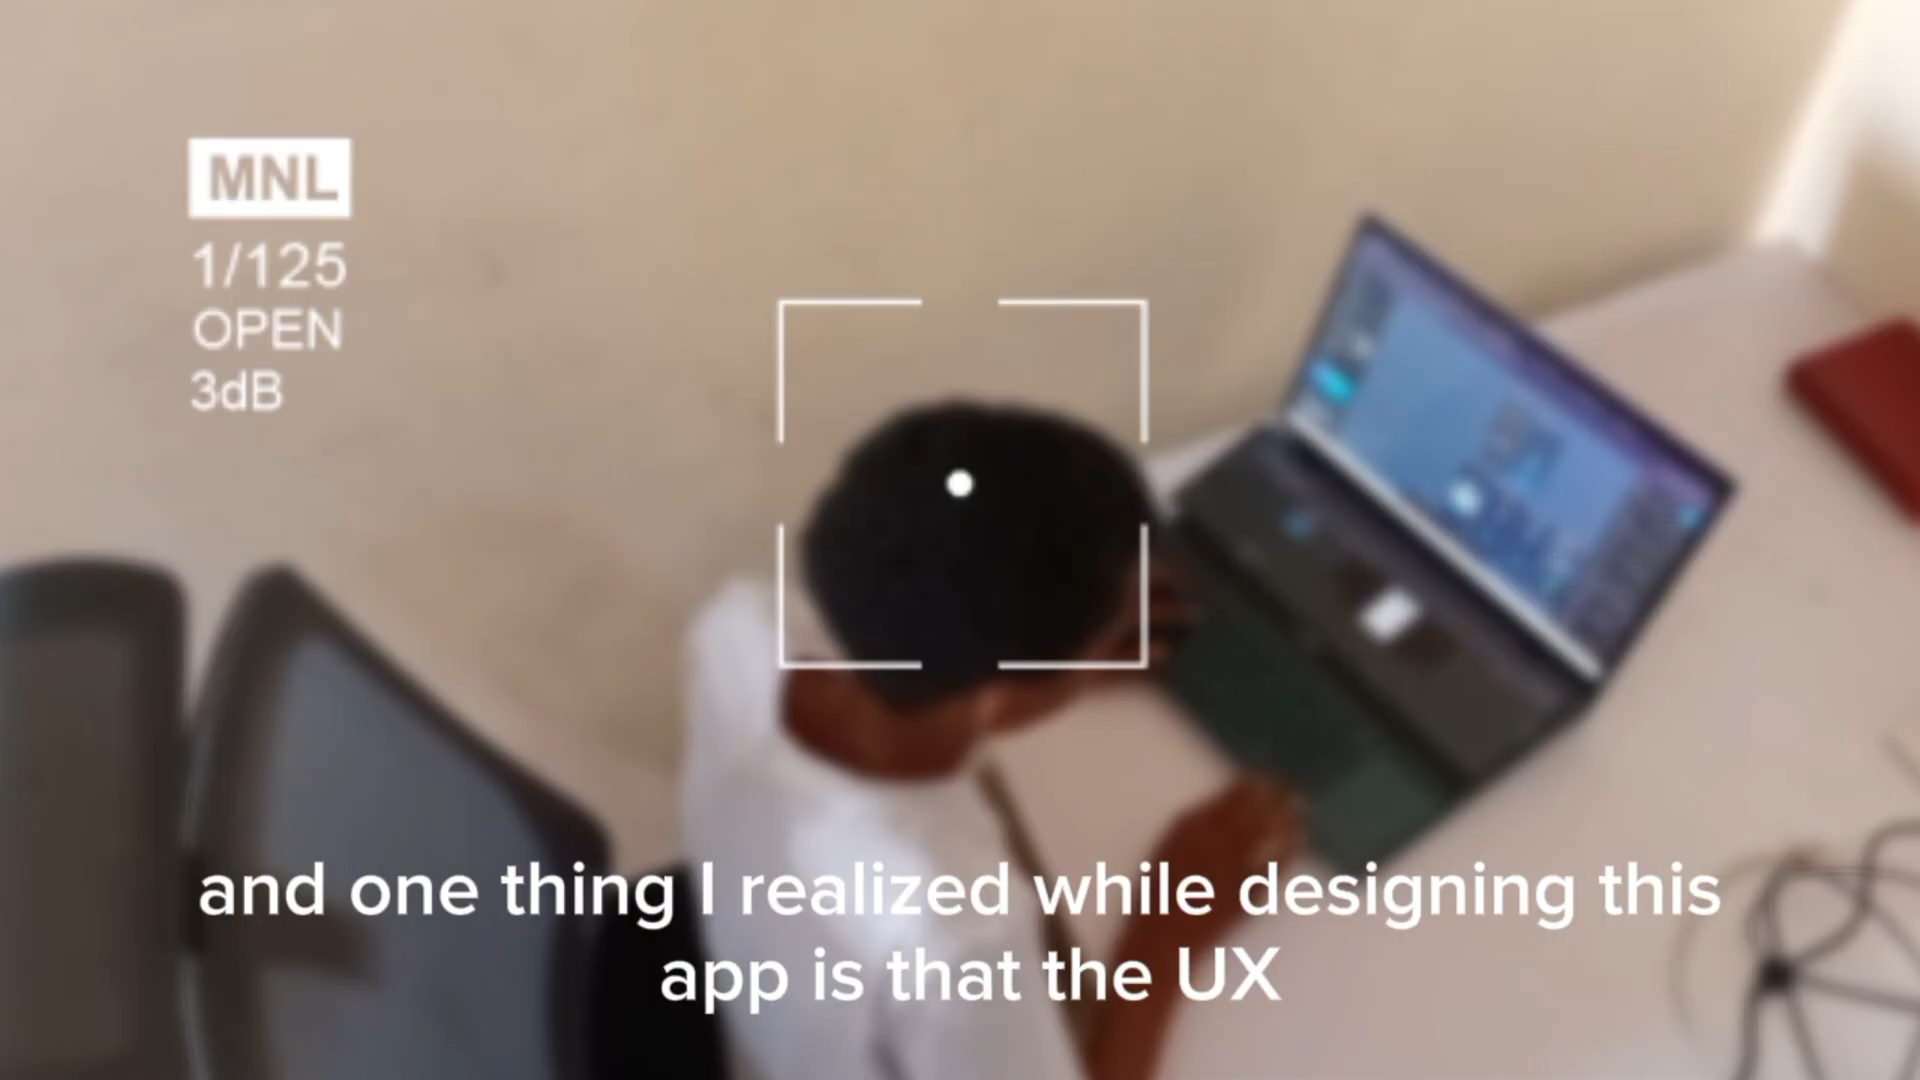 MNL
1/125
OPEN
3dB
and one thing I realized while designing this
app is that the UX